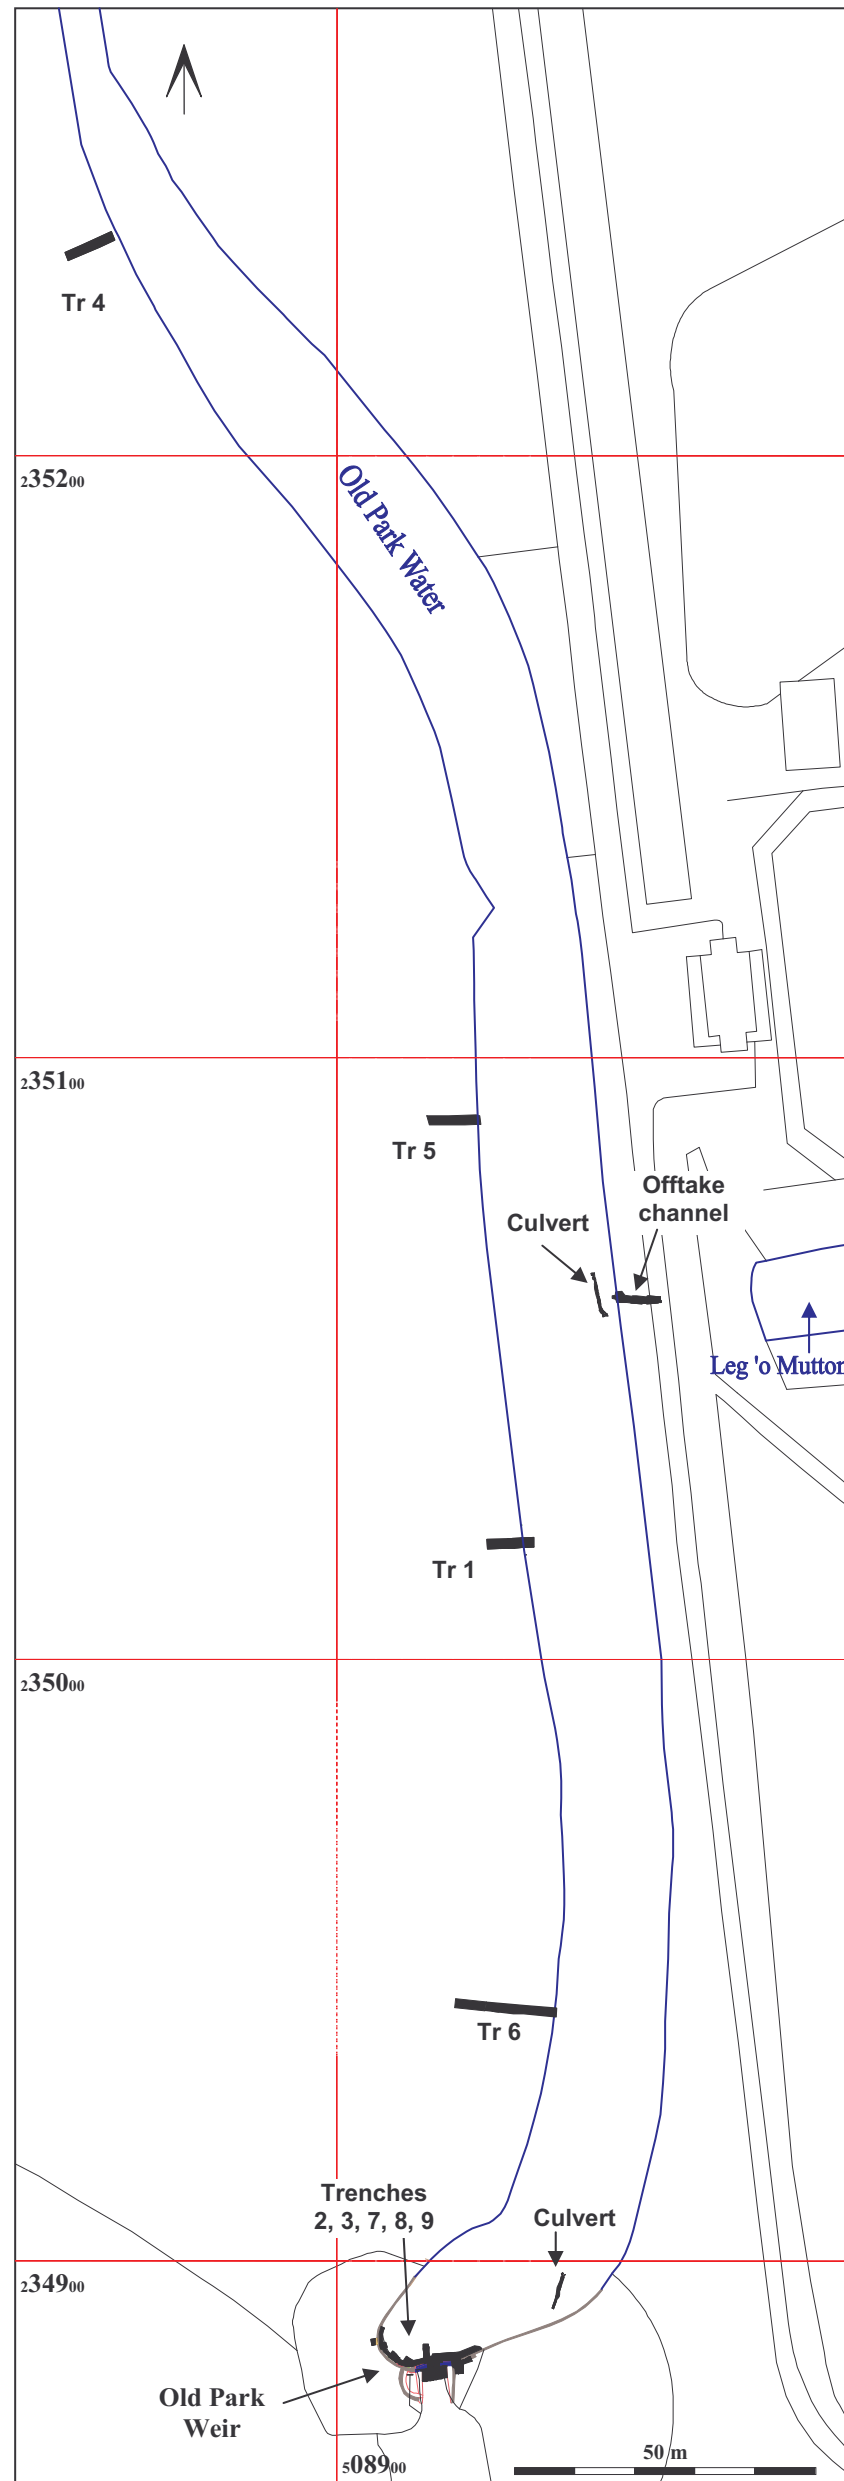 Tr 4
235200
Old Park Water
235100
Tr 5
Offtake
channel
Culvert
Leg 'o Mutton
Tr 1
235000
Tr 6
Trenches
2, 3, 7, 8, 9
Culvert
234900
Old Park
Weir
508900
50 m